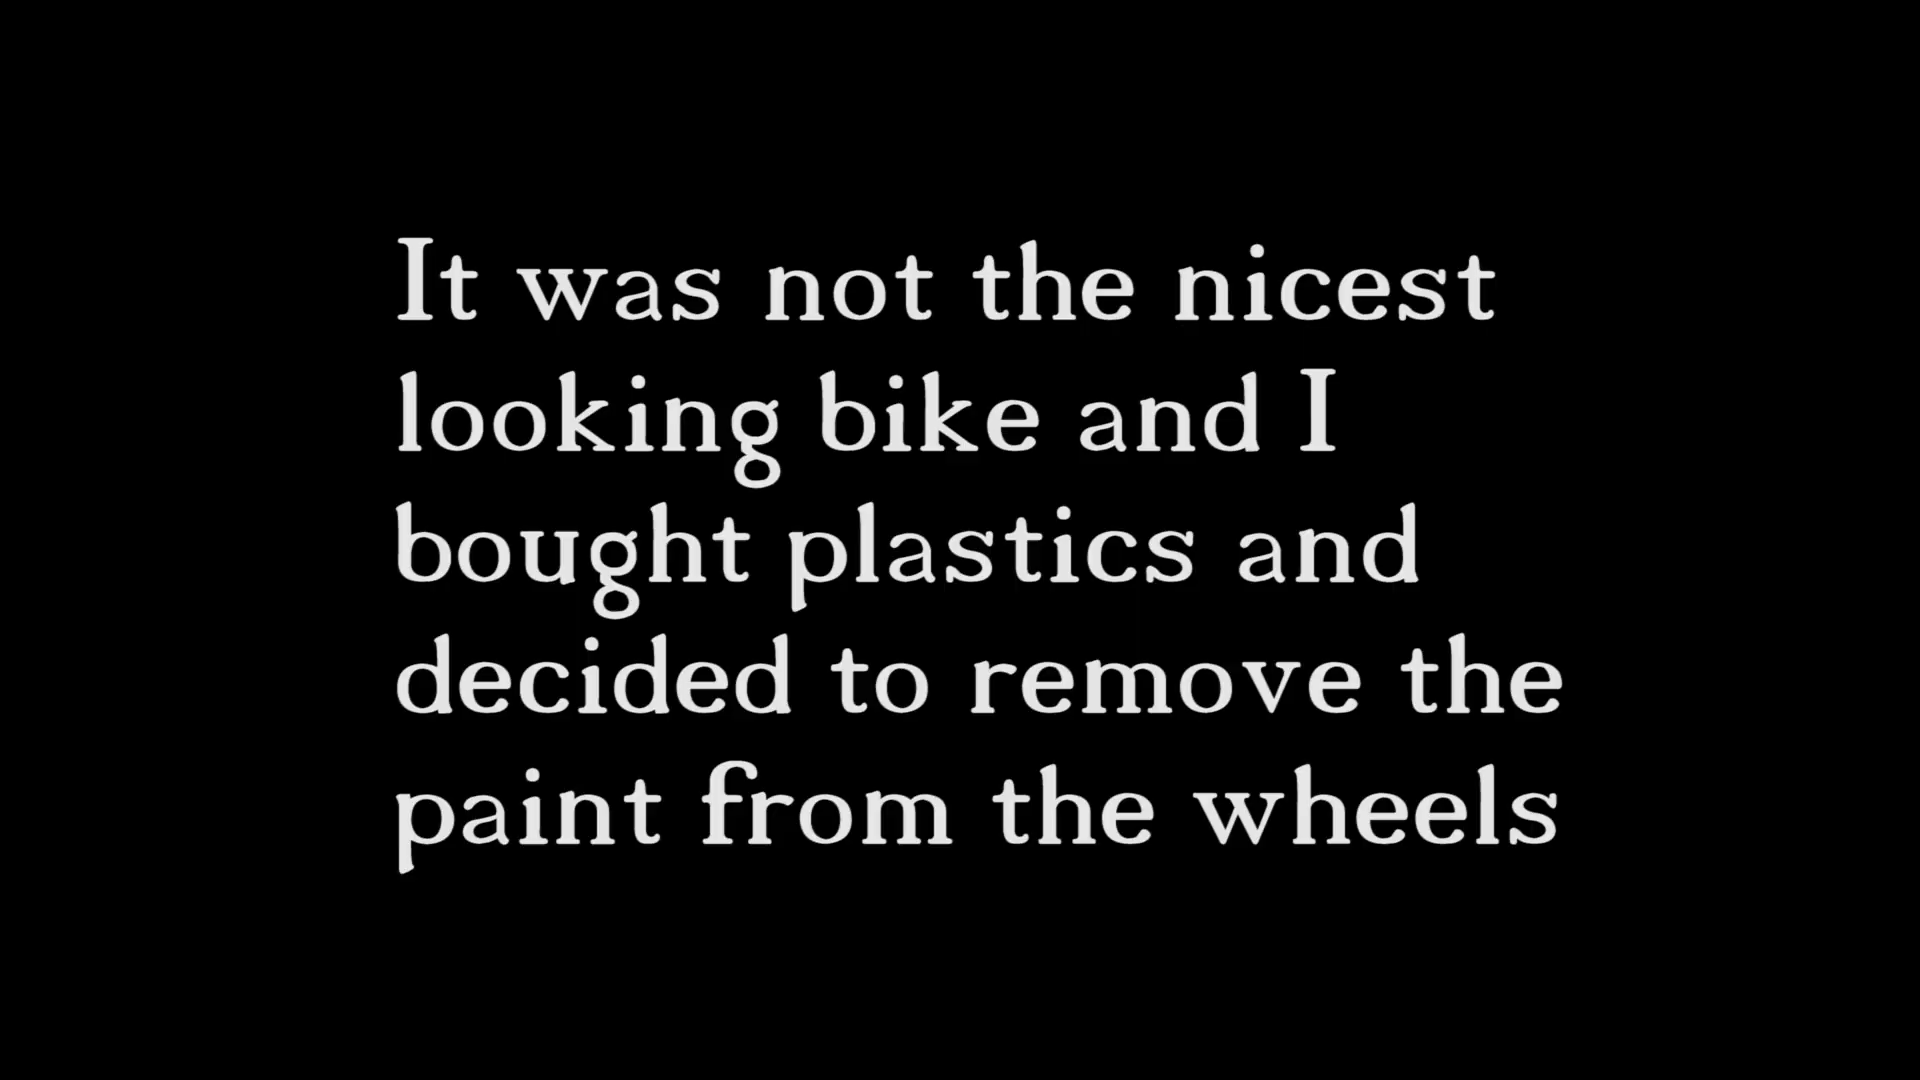 It was not the nicest
looking bike and I
bought plastics and
decided to remove the
paint from the wheels